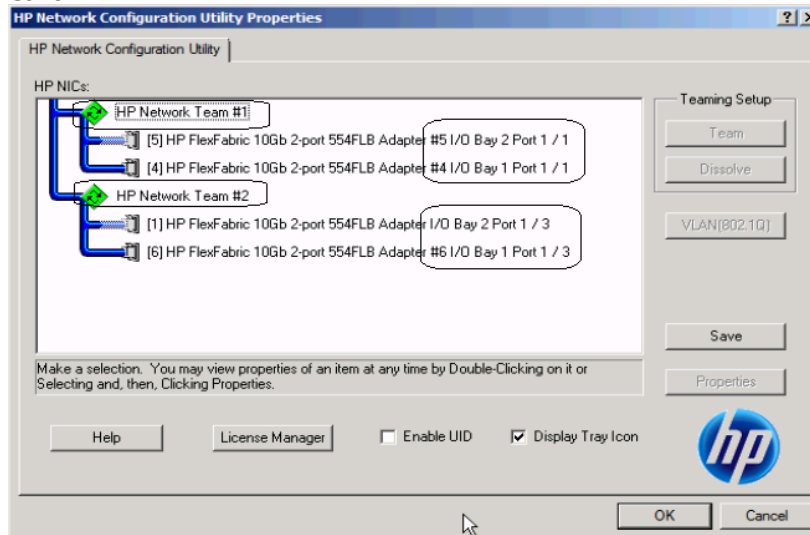 HP Network Configuration Utility Properties
HP Network Configuration Utility
HP NICs:
HP Network Team #1
[5] HP FlexFabric 10Gb 2-port 554FLB Adapter #5 I/O Bay 2 Port 1 / 1
[4] HP FlexFabric 10Gb 2-port 554FLB Adapter #4 I/O Bay 1 Port 1 / 1
HP Network Team #2
[1] HP FlexFabric 10Gb 2-port 554FLB Adapter I/O Bay 2 Port 1 / 3
[6] HP FlexFabric 10Gb 2-port 554FLB Adapter #6 I/O Bay 1 Port 1 / 3
Teaming Setup
Team
Dissolve
VLAN(802.1Q)
Save
Properties
Make a selection. You may view properties of an item at any time by Double-Clicking on it or
Selecting and, then, Clicking Properties.
Help
License Manager
Enable UID
Display Tray Icon
hp
OK
Cancel